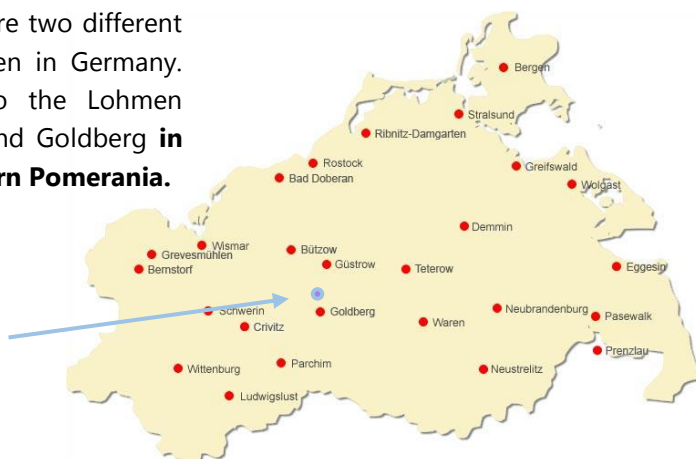 re two different
en in Germany.
o the Lohmen
nd Goldberg in
rn Pomerania.
Bergen
Stralsund
Ribnitz-Damgarten
Rostock
Bad Doberan
Greifswald
Wolgast
Demmin
Wismar
Grevesmühlen
Bernstorf
Bützow
Güstrow
Teterow
Eggesin
Schwerin
Crivitz
Goldberg
Waren
Neubrandenburg
Pasewalk
Prenzlau
Wittenburg
Parchim
Neustrelitz
Ludwigslust